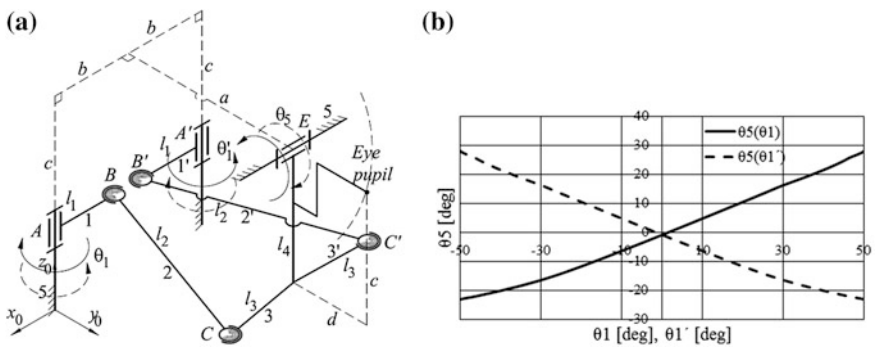 (a)
b
b
c
a
c
A'
l1
1'
θ'1
θ5
E
5
Eye
pupil
B
B'
l1
1
A
z0
θ1
5
x0
y0
l2
2'
l2
2
l4
3'
C'
l3
l3
3
c
C
d
(b)
40
30
20
10
0
-10
-20
-30
-50
-30
-10
10
30
50
θ5(θ1)
θ5(θ1´)
θ5 [deg]
θ1 [deg], θ1´ [deg]